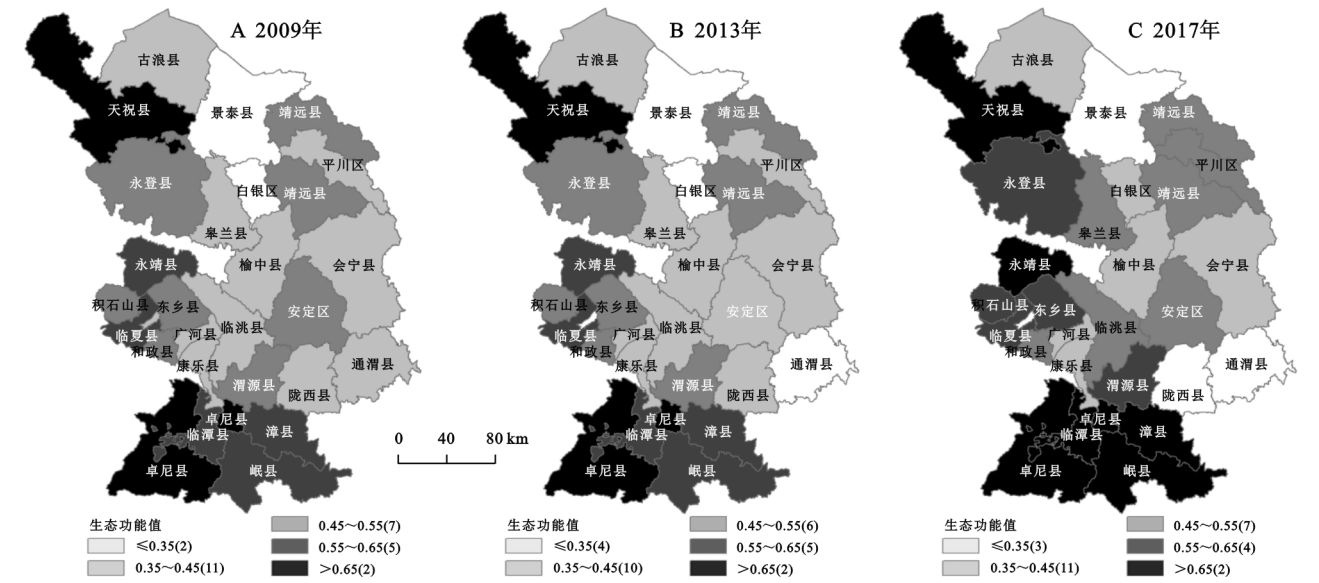 A 2009年
古浪县
天祝县
景泰县
靖远县
平川区
永登县
白银区
靖远县
皋兰县
永靖县
榆中县
会宁县
积石山县
东乡县
安定区
临夏县
广河县
临洮县
和政县
康乐县
通渭县
渭源县
陇西县
卓尼县
临潭县
漳县
卓尼县
岷县
生态功能值
≤0.35(2)
0.35～0.45(11)
0.45～0.55(7)
0.55～0.65(5)
＞0.65(2)
0 40 80 km
B 2013年
古浪县
天祝县
景泰县
靖远县
平川区
永登县
白银区
靖远县
皋兰县
永靖县
榆中县
会宁县
积石山县
东乡县
安定区
临夏县
广河县
临洮县
和政县
康乐县
通渭县
渭源县
陇西县
卓尼县
临潭县
漳县
卓尼县
岷县
生态功能值
≤0.35(4)
0.35～0.45(10)
0.45～0.55(6)
0.55～0.65(5)
＞0.65(2)
C 2017年
古浪县
天祝县
景泰县
靖远县
平川区
永登县
白银区
靖远县
皋兰县
永靖县
榆中县
会宁县
积石山县
东乡县
安定区
临夏县
广河县
临洮县
和政县
康乐县
通渭县
渭源县
陇西县
卓尼县
临潭县
漳县
卓尼县
岷县
生态功能值
≤0.35(3)
0.35～0.45(11)
0.45～0.55(7)
0.55～0.65(4)
＞0.65(2)